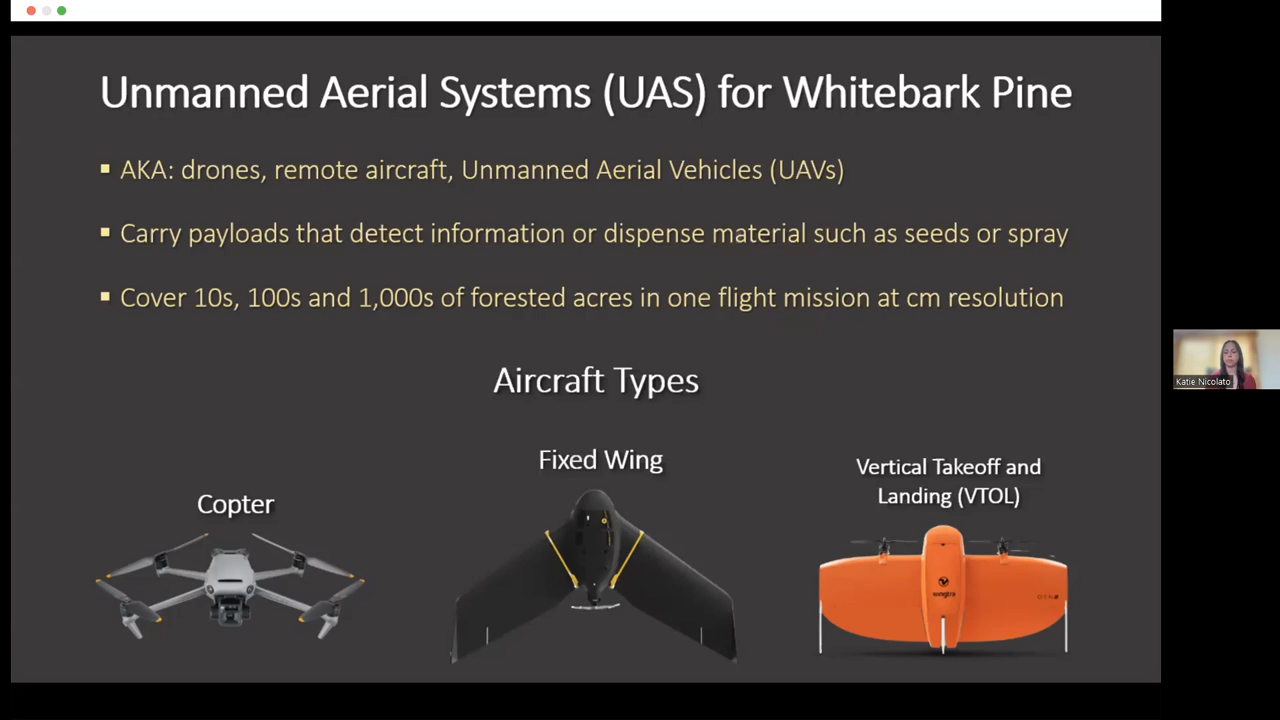 Unmanned Aerial Systems (UAS) for Whitebark Pine
AKA: drones, remote aircraft, Unmanned Aerial Vehicles (UAVs)
Carry payloads that detect information or dispense material such as seeds or spray
Cover 10s, 100s and 1,000s of forested acres in one flight mission at cm resolution
Aircraft Types
Copter
Fixed Wing
Vertical Takeoff and
Landing (VTOL)
wingtra
Katie Nicolato